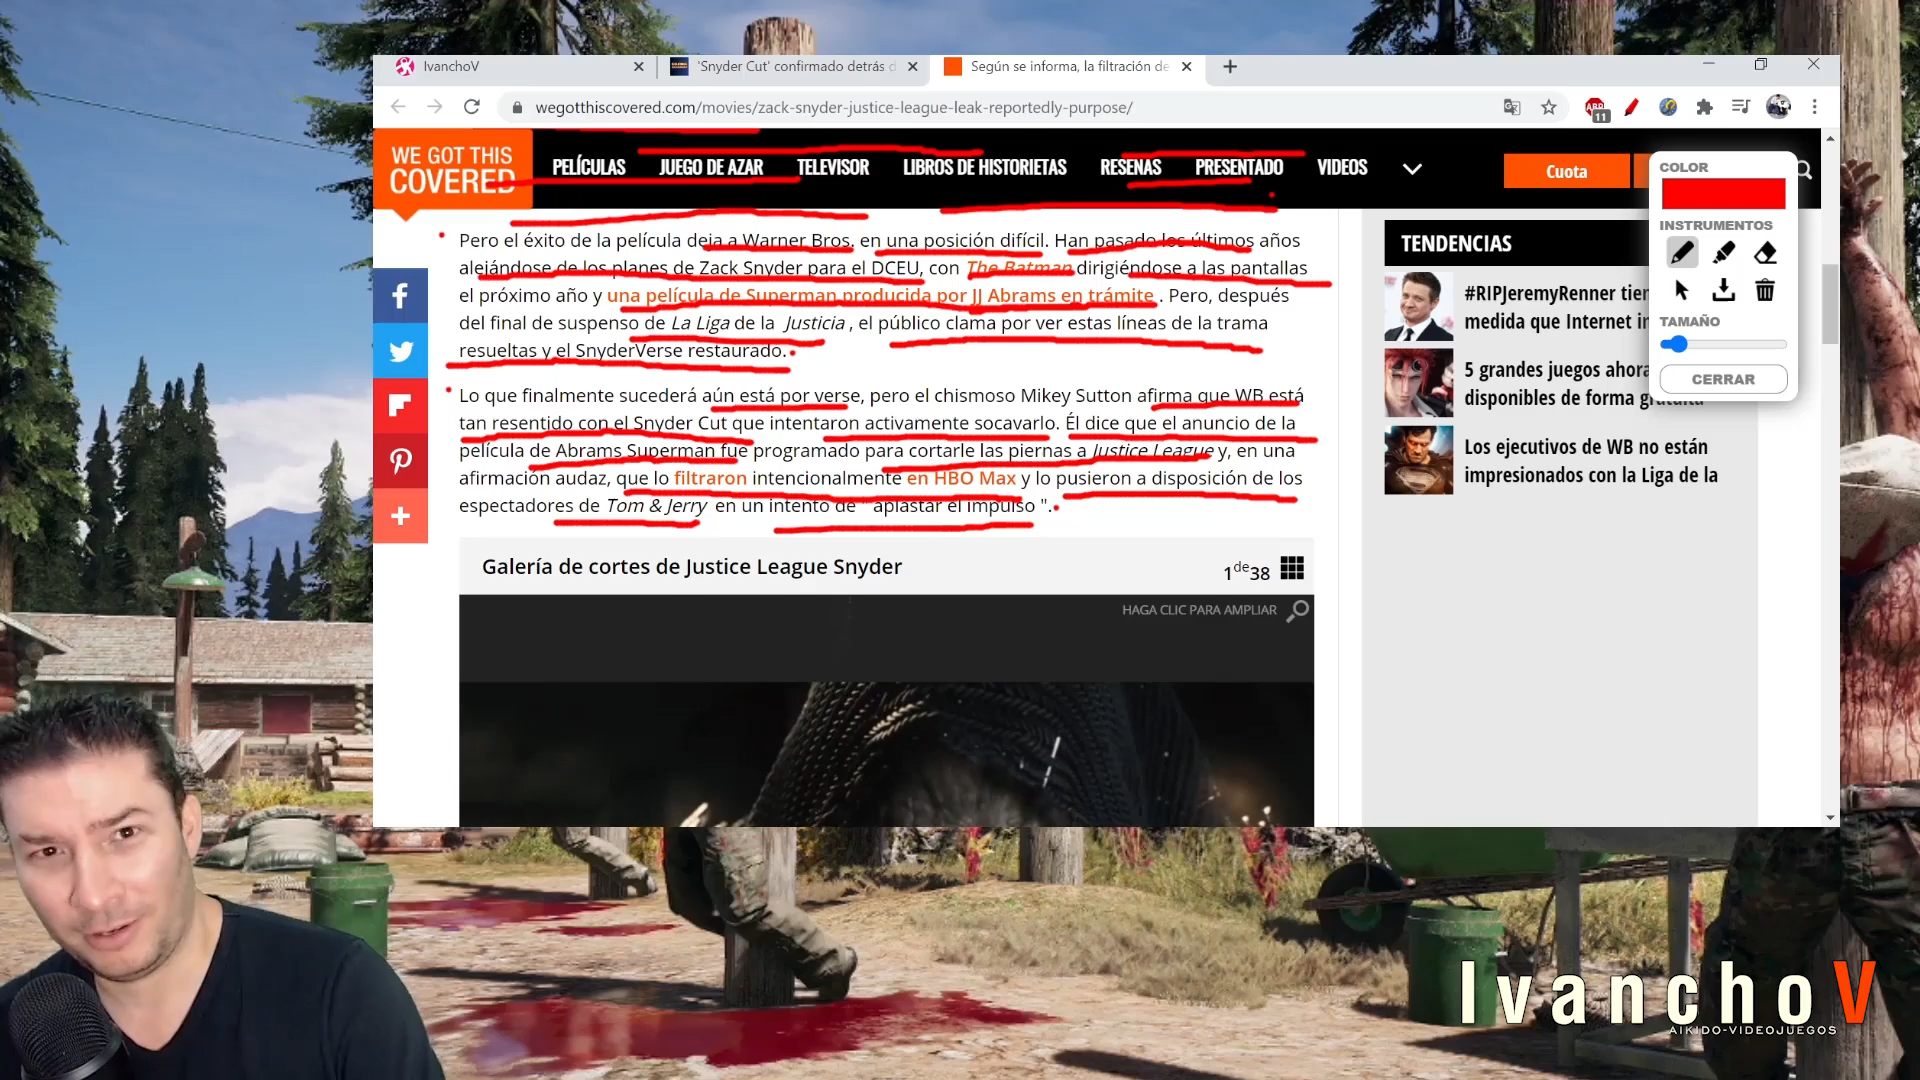 IvanchoV
'Snyder Cut' confirmado detrás d
Según se informa, la filtración de
wegotthiscovered.com/movies/zack-snyder-justice-league-leak-reportedly-purpose/
ABP
11
WE GOT THIS
COVERED
PELÍCULAS JUEGO DE AZAR TELEVISOR LIBROS DE HISTORIETAS RESENAS PRESENTADO VIDEOS
Cuota
COLOR
INSTRUMENTOS
TAMAÑO
CERRAR
Pero el éxito de la película deja a Warner Bros. en una posición difícil. Han pasado los últimos años
alejándose de los planes de Zack Snyder para el DCEU, con The Batman dirigiéndose a las pantallas
el próximo año y una película de Superman producida por JJ Abrams en trámite . Pero, después
del final de suspenso de La Liga de la Justicia , el público clama por ver estas líneas de la trama
resueltas y el SnyderVerse restaurado.
Lo que finalmente sucederá aún está por verse, pero el chismoso Mikey Sutton afirma que WB está
tan resentido con el Snyder Cut que intentaron activamente socavarlo. Él dice que el anuncio de la
película de Abrams Superman fue programado para cortarle las piernas a Justice League y, en una
afirmación audaz, que lo filtraron intencionalmente en HBO Max y lo pusieron a disposición de los
espectadores de Tom & Jerry en un intento de " aplastar el impulso ".
Galería de cortes de Justice League Snyder
1 de 38
HAGA CLIC PARA AMPLIAR
TENDENCIAS
#RIPJeremyRenner tien
medida que Internet in
5 grandes juegos ahora
disponibles de forma gratuita
Los ejecutivos de WB no están
impresionados con la Liga de la
IvanchoV
AIKIDO-VIDEOJUEGOS